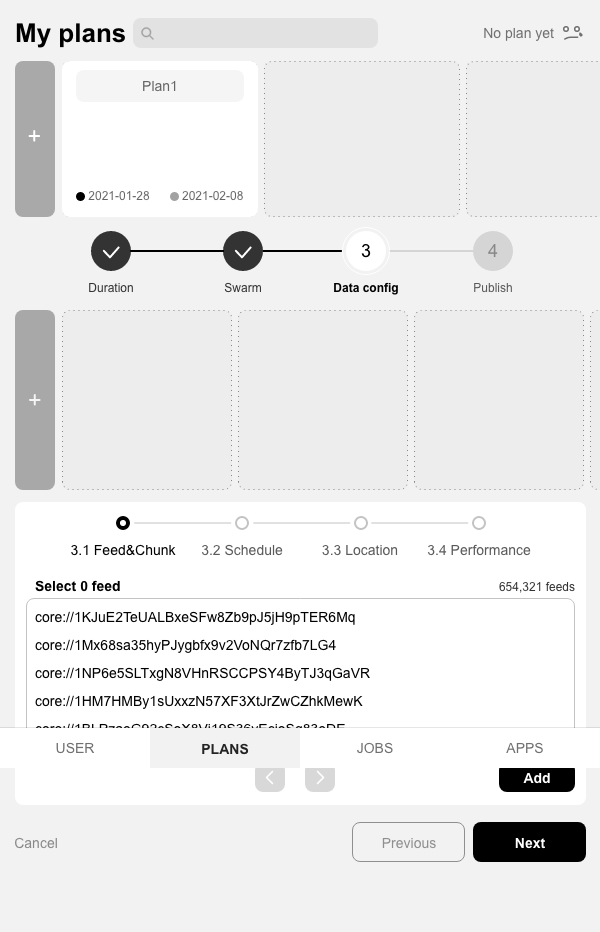 My plans
No plan yet
+
Plan1
2021-01-28
2021-02-08
3
4
Duration
Swarm
Data config
Publish
+
3.1 Feed&Chunk
3.2 Schedule
3.3 Location
3.4 Performance
Select 0 feed
654,321 feeds
core://1KJuE2TeUALBxeSFw8Zb9pJ5jH9pTER6Mq
core://1Mx68sa35hyPJygbfx9v2VoNQr7zfb7LG4
core://1NP6e5SLTxgN8VHnRSCCPSY4ByTJ3qGaVR
core://1HM7HMBy1sUxxzN57XF3XtJrZwCZhkMewK
USER
PLANS
JOBS
APPS
Add
Cancel
Previous
Next